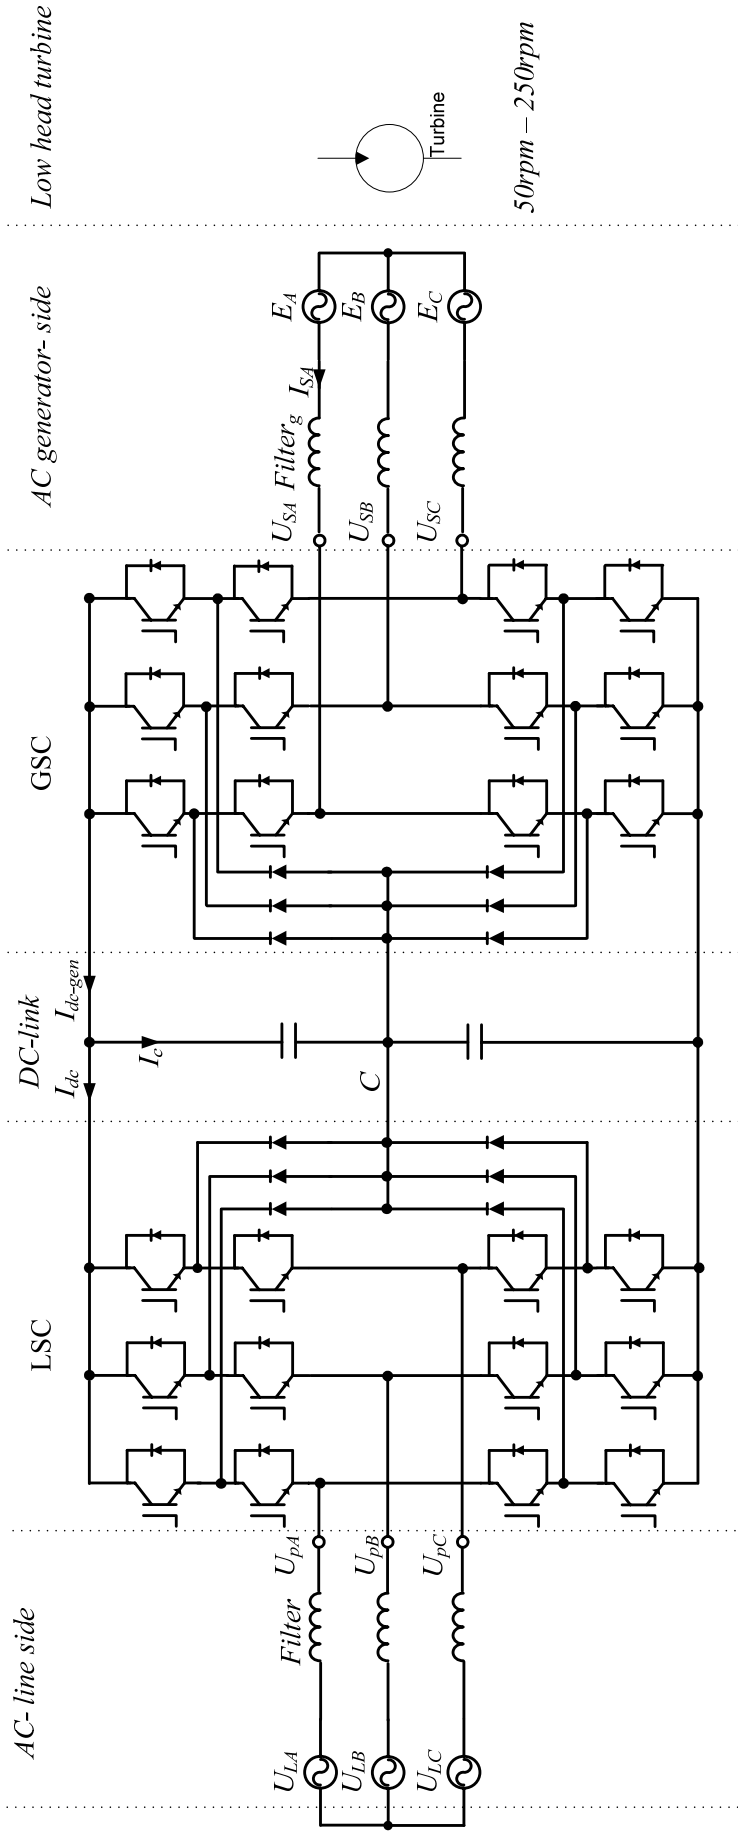 AC- line side
LSC
DC-link
GSC
AC generator- side
Low head turbine
U_LA
U_LB
U_LC
Filter
U_pA
U_pB
U_pC
I_dc
I_dc-gen
I_c
C
U_SA
U_SB
U_SC
Filter_g
I_SA
E_A
E_B
E_C
Turbine
50rpm – 250rpm